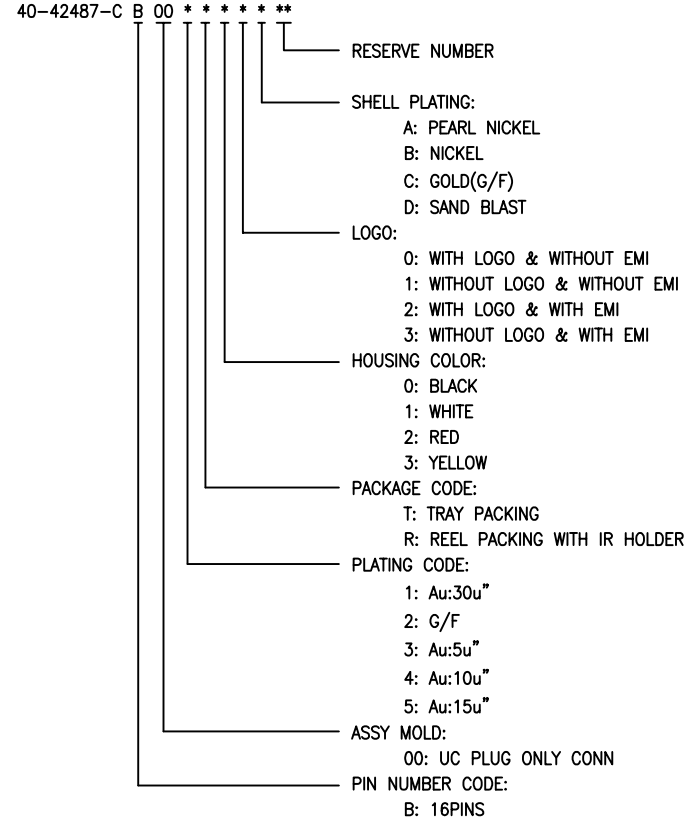 40-42487-C B 00 * * * * * **
RESERVE NUMBER
SHELL PLATING:
A: PEARL NICKEL
B: NICKEL
C: GOLD(G/F)
D: SAND BLAST
LOGO:
0: WITH LOGO & WITHOUT EMI
1: WITHOUT LOGO & WITHOUT EMI
2: WITH LOGO & WITH EMI
3: WITHOUT LOGO & WITH EMI
HOUSING COLOR:
0: BLACK
1: WHITE
2: RED
3: YELLOW
PACKAGE CODE:
T: TRAY PACKING
R: REEL PACKING WITH IR HOLDER
PLATING CODE:
1: Au:30u"
2: G/F
3: Au:5u"
4: Au:10u"
5: Au:15u"
ASSY MOLD:
00: UC PLUG ONLY CONN
PIN NUMBER CODE:
B: 16PINS